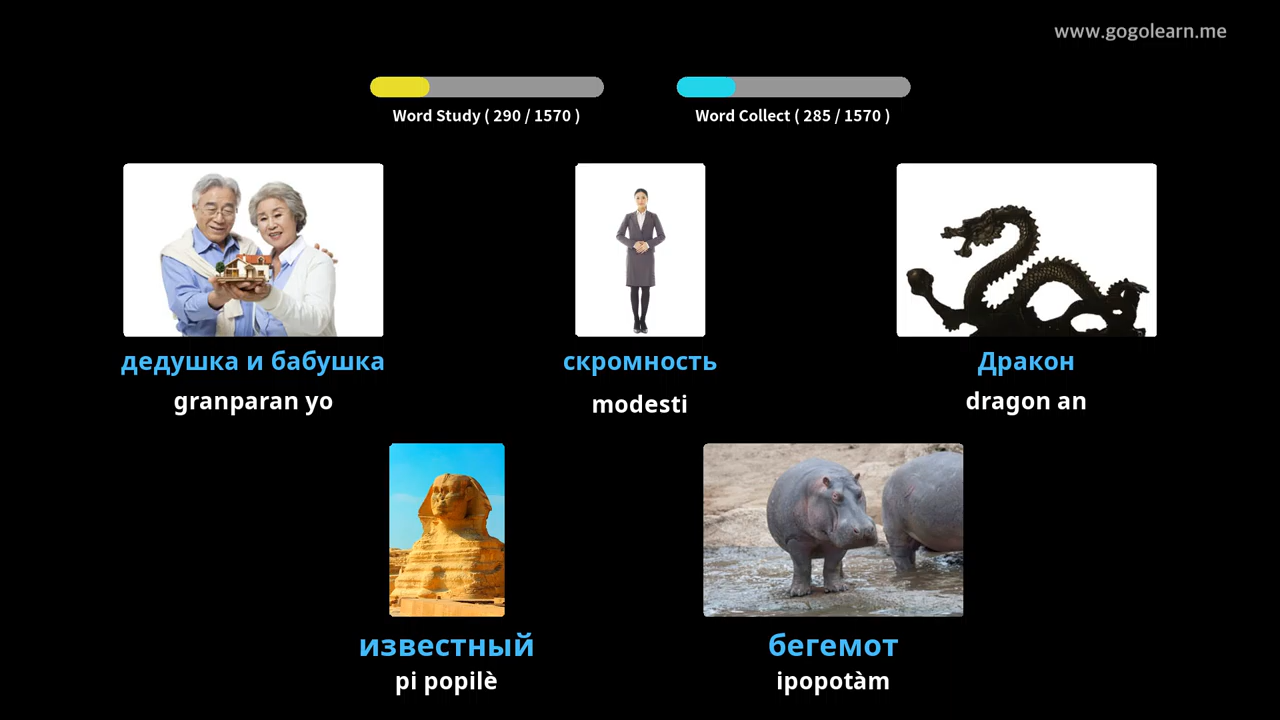 www.gogolearn.me
Word Study ( 290 / 1570 )
Word Collect ( 285 / 1570 )
дедушка и бабушка
скромность
Дракон
granparan yo
modesti
dragon an
известный
бегемот
pi popilè
ipopotàm